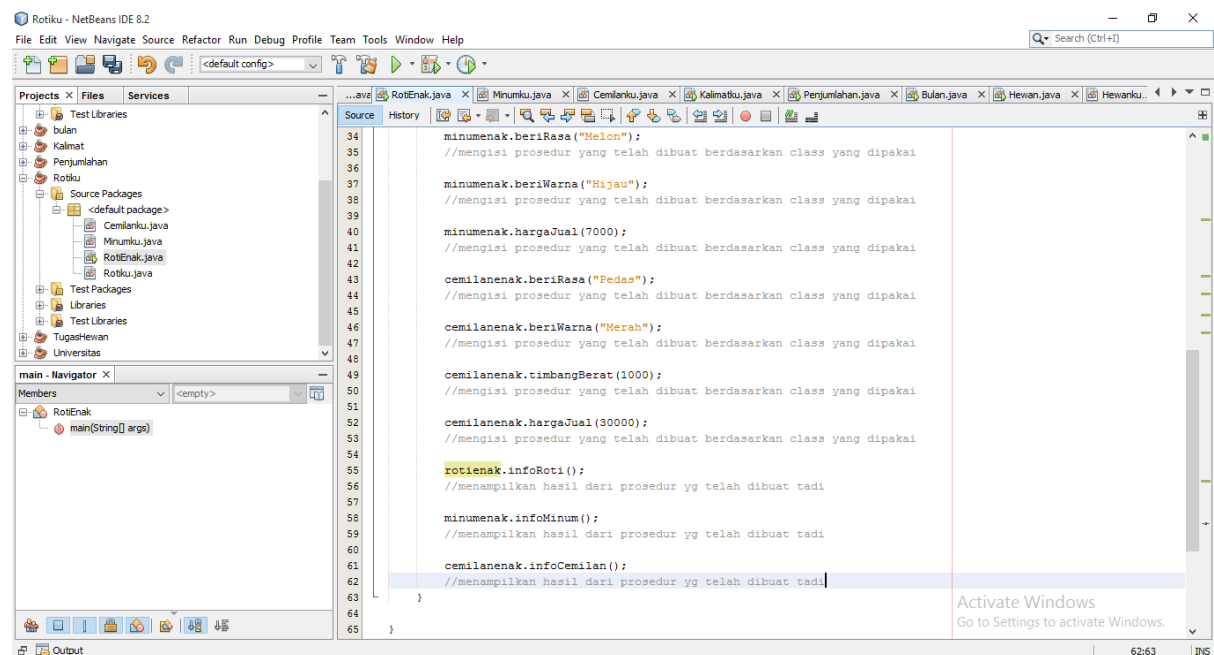 Rotiku - NetBeans IDE 8.2
File Edit View Navigate Source Refactor Run Debug Profile Team Tools Window Help
Search (Ctrl+I)
<default config>
Projects Files Services
Test Libraries
bulan
Kalimat
Penjumlahan
Rotiku
Source Packages
<default package>
Cemilanku.java
Minumku.java
RotiEnak.java
Rotiku.java
Test Packages
Libraries
Test Libraries
TugasHewan
Universitas
main - Navigator
Members <empty>
RotiEnak
main(String[] args)
Output
...ava RotiEnak.java Minumku.java Cemilanku.java Kalimatku.java Penjumlahan.java Bulan.java Hewan.java Hewanku..
Source History
34 minumenak.beriRasa("Melon");
35 //mengisi prosedur yang telah dibuat berdasarkan class yang dipakai
36
37 minumenak.beriWarna("Hijau");
38 //mengisi prosedur yang telah dibuat berdasarkan class yang dipakai
39
40 minumenak.hargaJual(7000);
41 //mengisi prosedur yang telah dibuat berdasarkan class yang dipakai
42
43 cemilanenak.beriRasa("Pedas");
44 //mengisi prosedur yang telah dibuat berdasarkan class yang dipakai
45
46 cemilanenak.beriWarna("Merah");
47 //mengisi prosedur yang telah dibuat berdasarkan class yang dipakai
48
49 cemilanenak.timbangBerat(1000);
50 //mengisi prosedur yang telah dibuat berdasarkan class yang dipakai
51
52 cemilanenak.hargaJual(30000);
53 //mengisi prosedur yang telah dibuat berdasarkan class yang dipakai
54
55 rotienak.infoRoti();
56 //menampilkan hasil dari prosedur yg telah dibuat tadi
57
58 minumenak.infoMinum();
59 //menampilkan hasil dari prosedur yg telah dibuat tadi
60
61 cemilanenak.infoCemilan();
62 //menampilkan hasil dari prosedur yg telah dibuat tadi
63 }
64
65 }
Activate Windows
Go to Settings to activate Windows.
62:63 INS